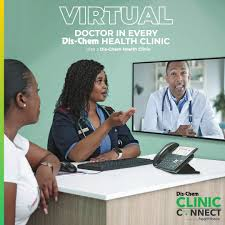 VIRTUAL
DOCTOR IN EVERY
Dis-Chem HEALTH CLINIC
Dis-Chem
CLINIC
CONNECT